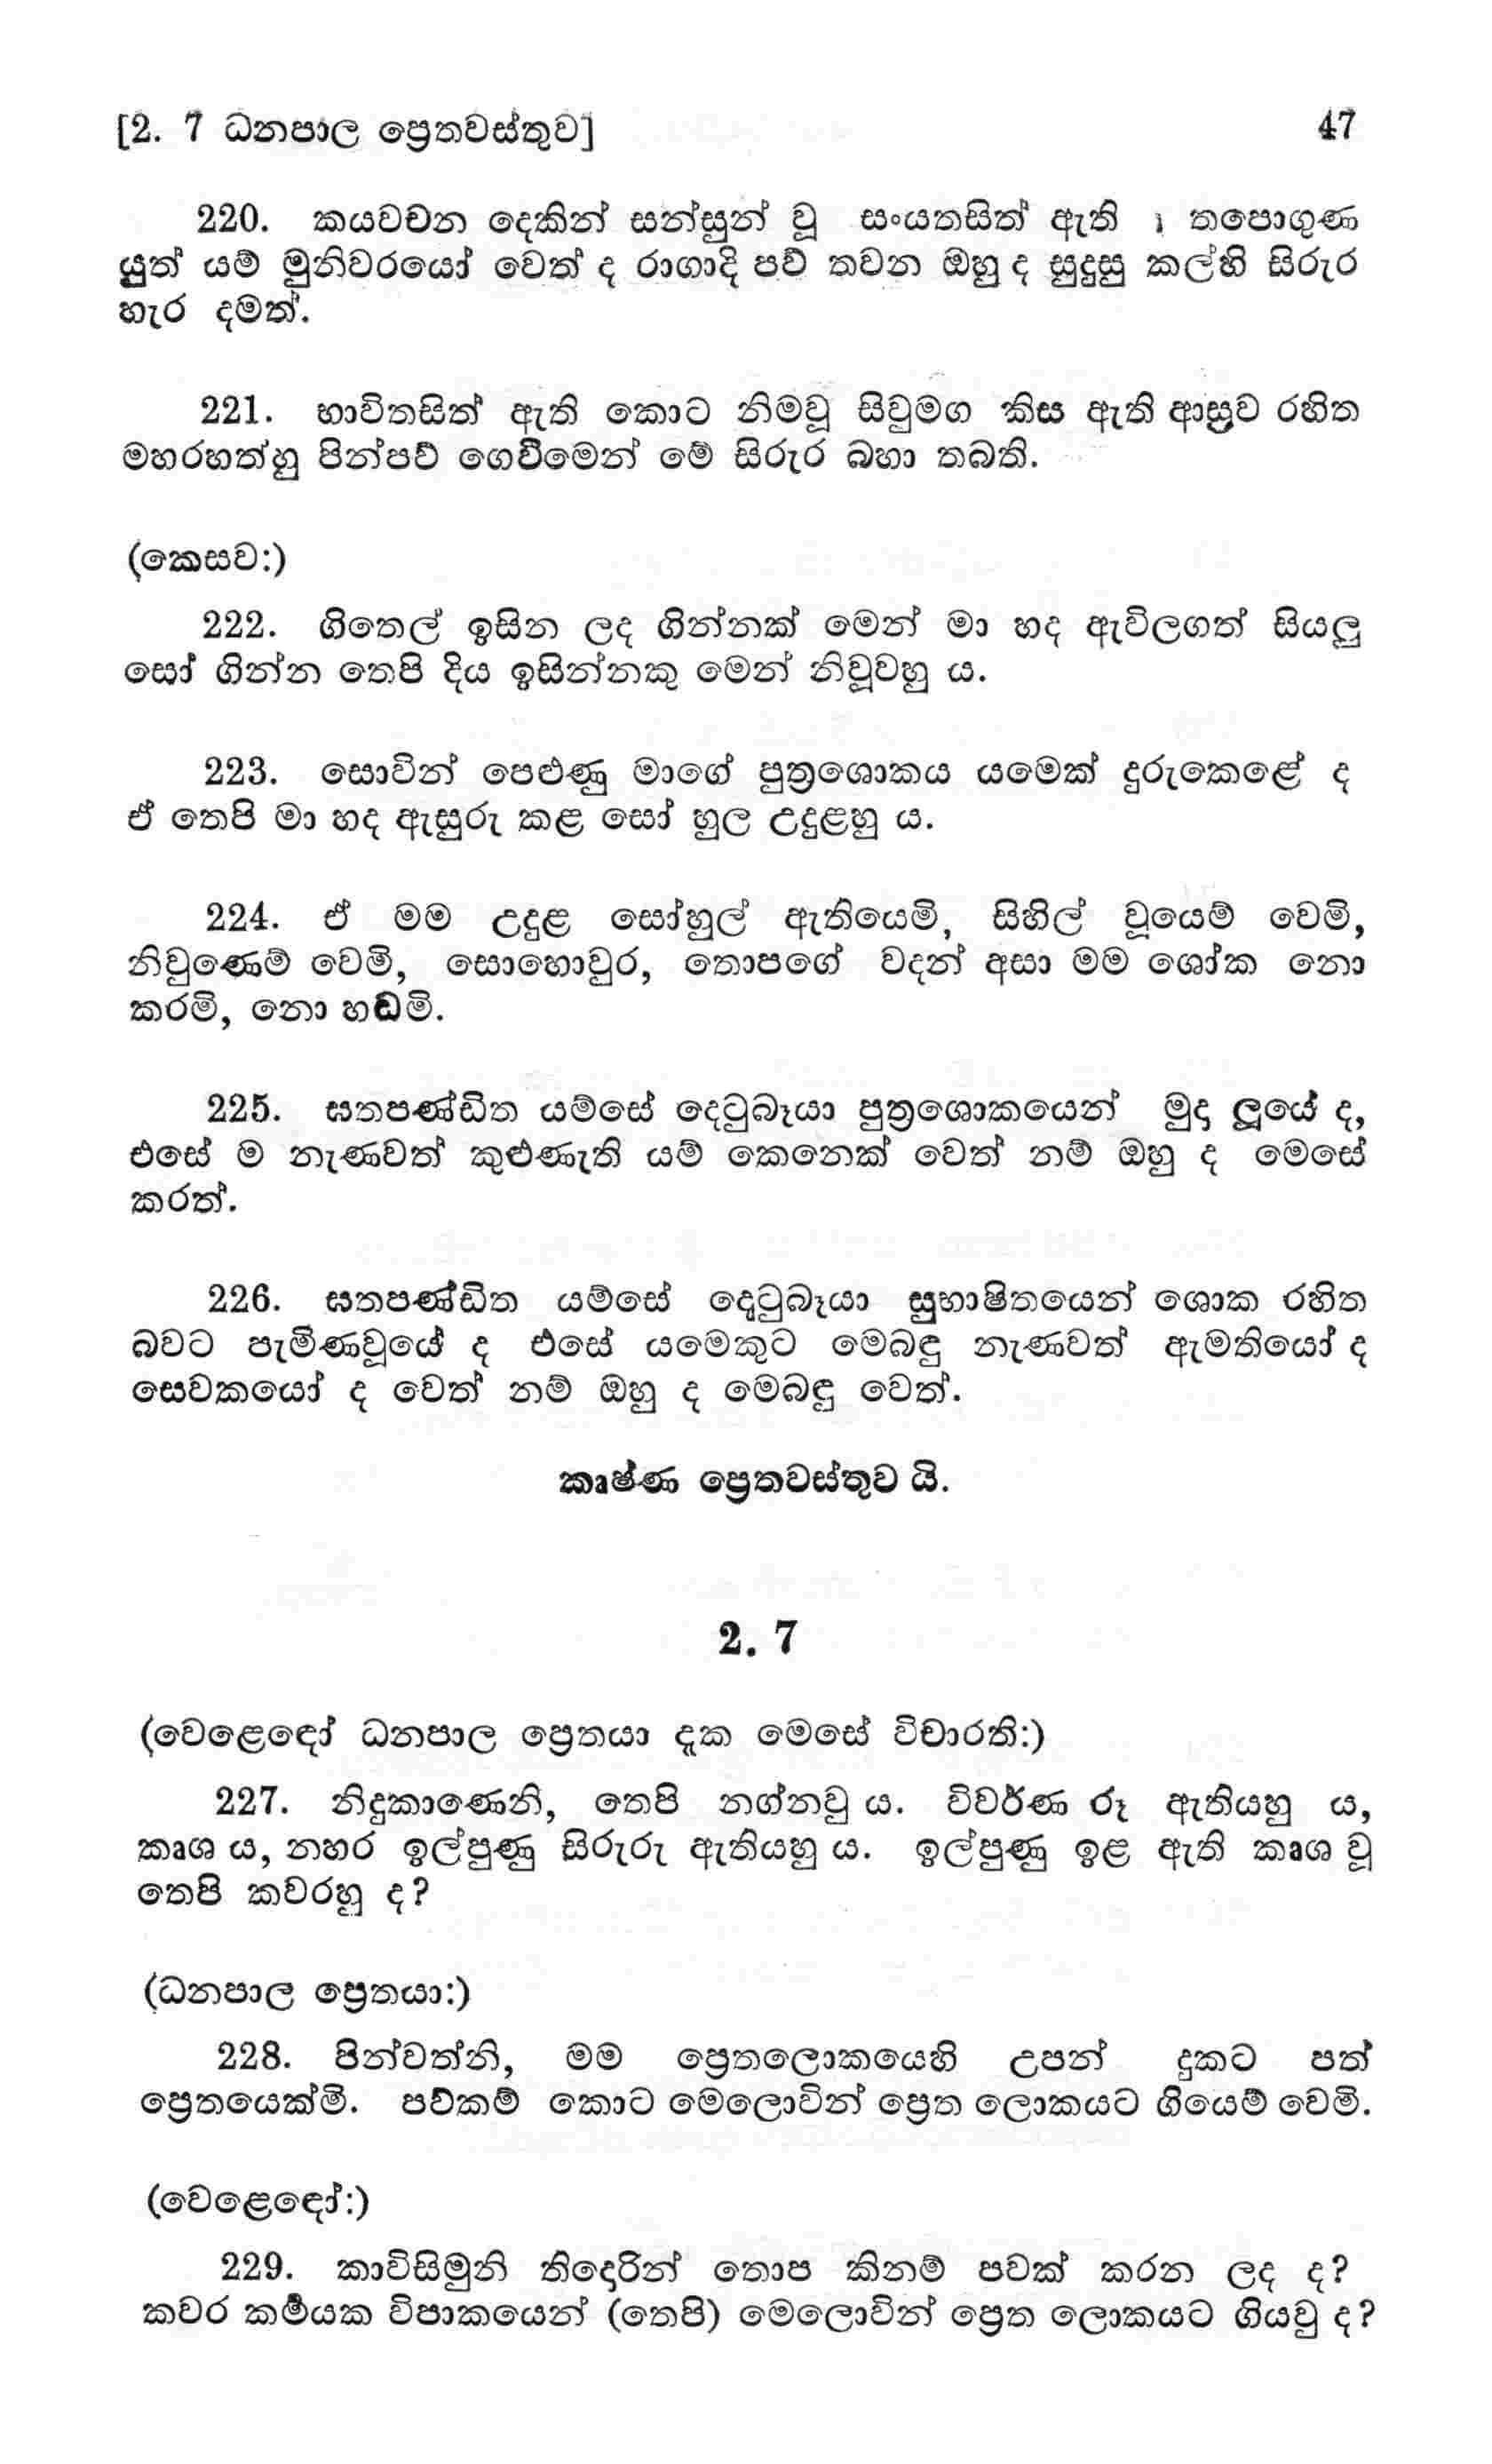 [2. 7 ධනපාල ප්‍රෙතවස්තුව] 47
220. කයවචන දෙකින් සන්සුන් වූ සංයතසිත් ඇති තපොගුණ
යුත් යම් මුනිවරයෝ වෙත් ද රාගාදි පව් තවන ඔහු ද සුදුසු කල්හි සිරුර
හැර දමත්.
221. භාවිතසිත් ඇති කොට නිමවූ සිවුමග කිස ඇති ආස්‍රව රහිත
මහරහත්හු පින්පව් ගෙවීමෙන් මේ සිරුර බහා තබති.
(කෙසව:)
222. ගිතෙල් ඉසින ලද ගින්නක් මෙන් මා හද ඇවිලගත් සියලු
සෝ ගින්න තෙපි දිය ඉසින්නකු මෙන් නිවූවහු ය.
223. සොවින් පෙළුණු මාගේ පුත්‍රශොකය යමෙක් දුරුකෙළේ ද
ඒ තෙපි මා හද ඇසුරු කළ සෝ හුල උදුළහු ය.
224. ඒ මම උදුළ සෝහුල් ඇතියෙමි, සිහිල් වූයෙම් වෙමි,
නිවුණෙම් වෙමි, සොහොවුර, තොපගේ වදන් අසා මම ශෝක නො
කරමි, නො හඬමි.
225. ඝතපණ්ඩිත යම්සේ දෙටුබෑයා පුත්‍රශොකයෙන් මුදා ලූයේ ද,
එසේ ම නැණවත් කුළුණැති යම් කෙනෙක් වෙත් නම් ඔහු ද මෙසේ
කරත්.
226. ඝතපණ්ඩිත යම්සේ දෙටුබෑයා සුභාෂිතයෙන් ශොක රහිත
බවට පැමිණවූයේ ද එසේ යමෙකුට මෙබඳු නැණවත් ඇමතියෝ ද
සෙවකයෝ ද වෙත් නම් ඔහු ද මෙබඳු වෙත්.
කෘෂ්ණ ප්‍රෙතවස්තුව යි.
2. 7
(වෙළෙඳෝ ධනපාල ප්‍රෙතයා දැක මෙසේ විචාරති:)
227. නිදුකාණෙනි, තෙපි නග්නවු ය. විවර්ණ රූ ඇතියහු ය,
කෘශ ය, නහර ඉල්පුණු සිරුරු ඇතියහු ය. ඉල්පුණු ඉළ ඇති කෘශ වූ
තෙපි කවරහු ද?
(ධනපාල ප්‍රෙතයා:)
228. පින්වත්නි, මම ප්‍රෙතලොකයෙහි උපන් දුකට පත්
ප්‍රෙතයෙක්මි. පව්කම් කොට මෙලොවින් ප්‍රෙත ලොකයට ගියෙම් වෙමි.
(වෙළෙඳෝ:)
229. කාවිසිමුනි තිදොරින් තොප කිනම් පවක් කරන ලද ද?
කවර කර්‍මයක විපාකයෙන් (තෙපි) මෙලොවින් ප්‍රෙත ලොකයට ගියවු ද?